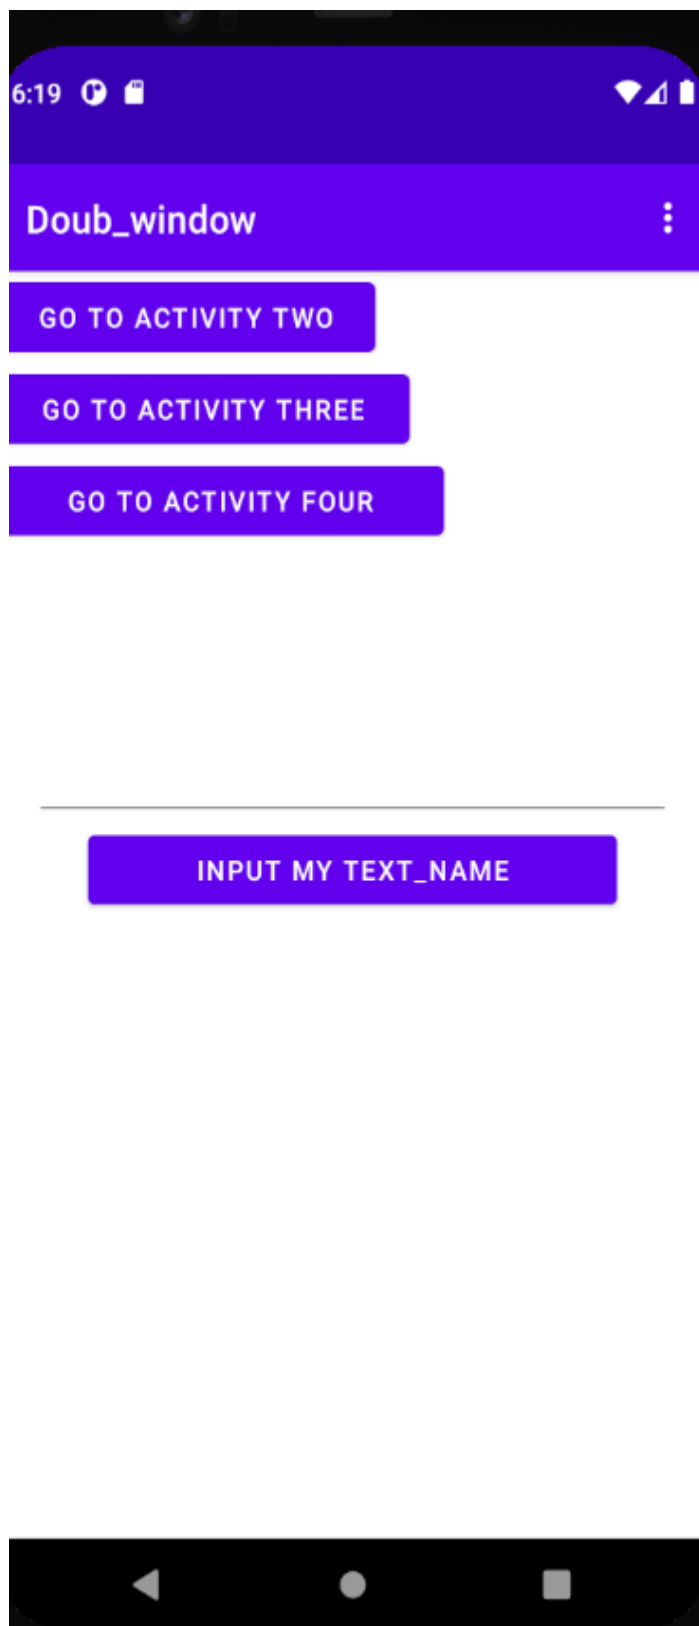 6:19
Doub_window
GO TO ACTIVITY TWO
GO TO ACTIVITY THREE
GO TO ACTIVITY FOUR
INPUT MY TEXT_NAME